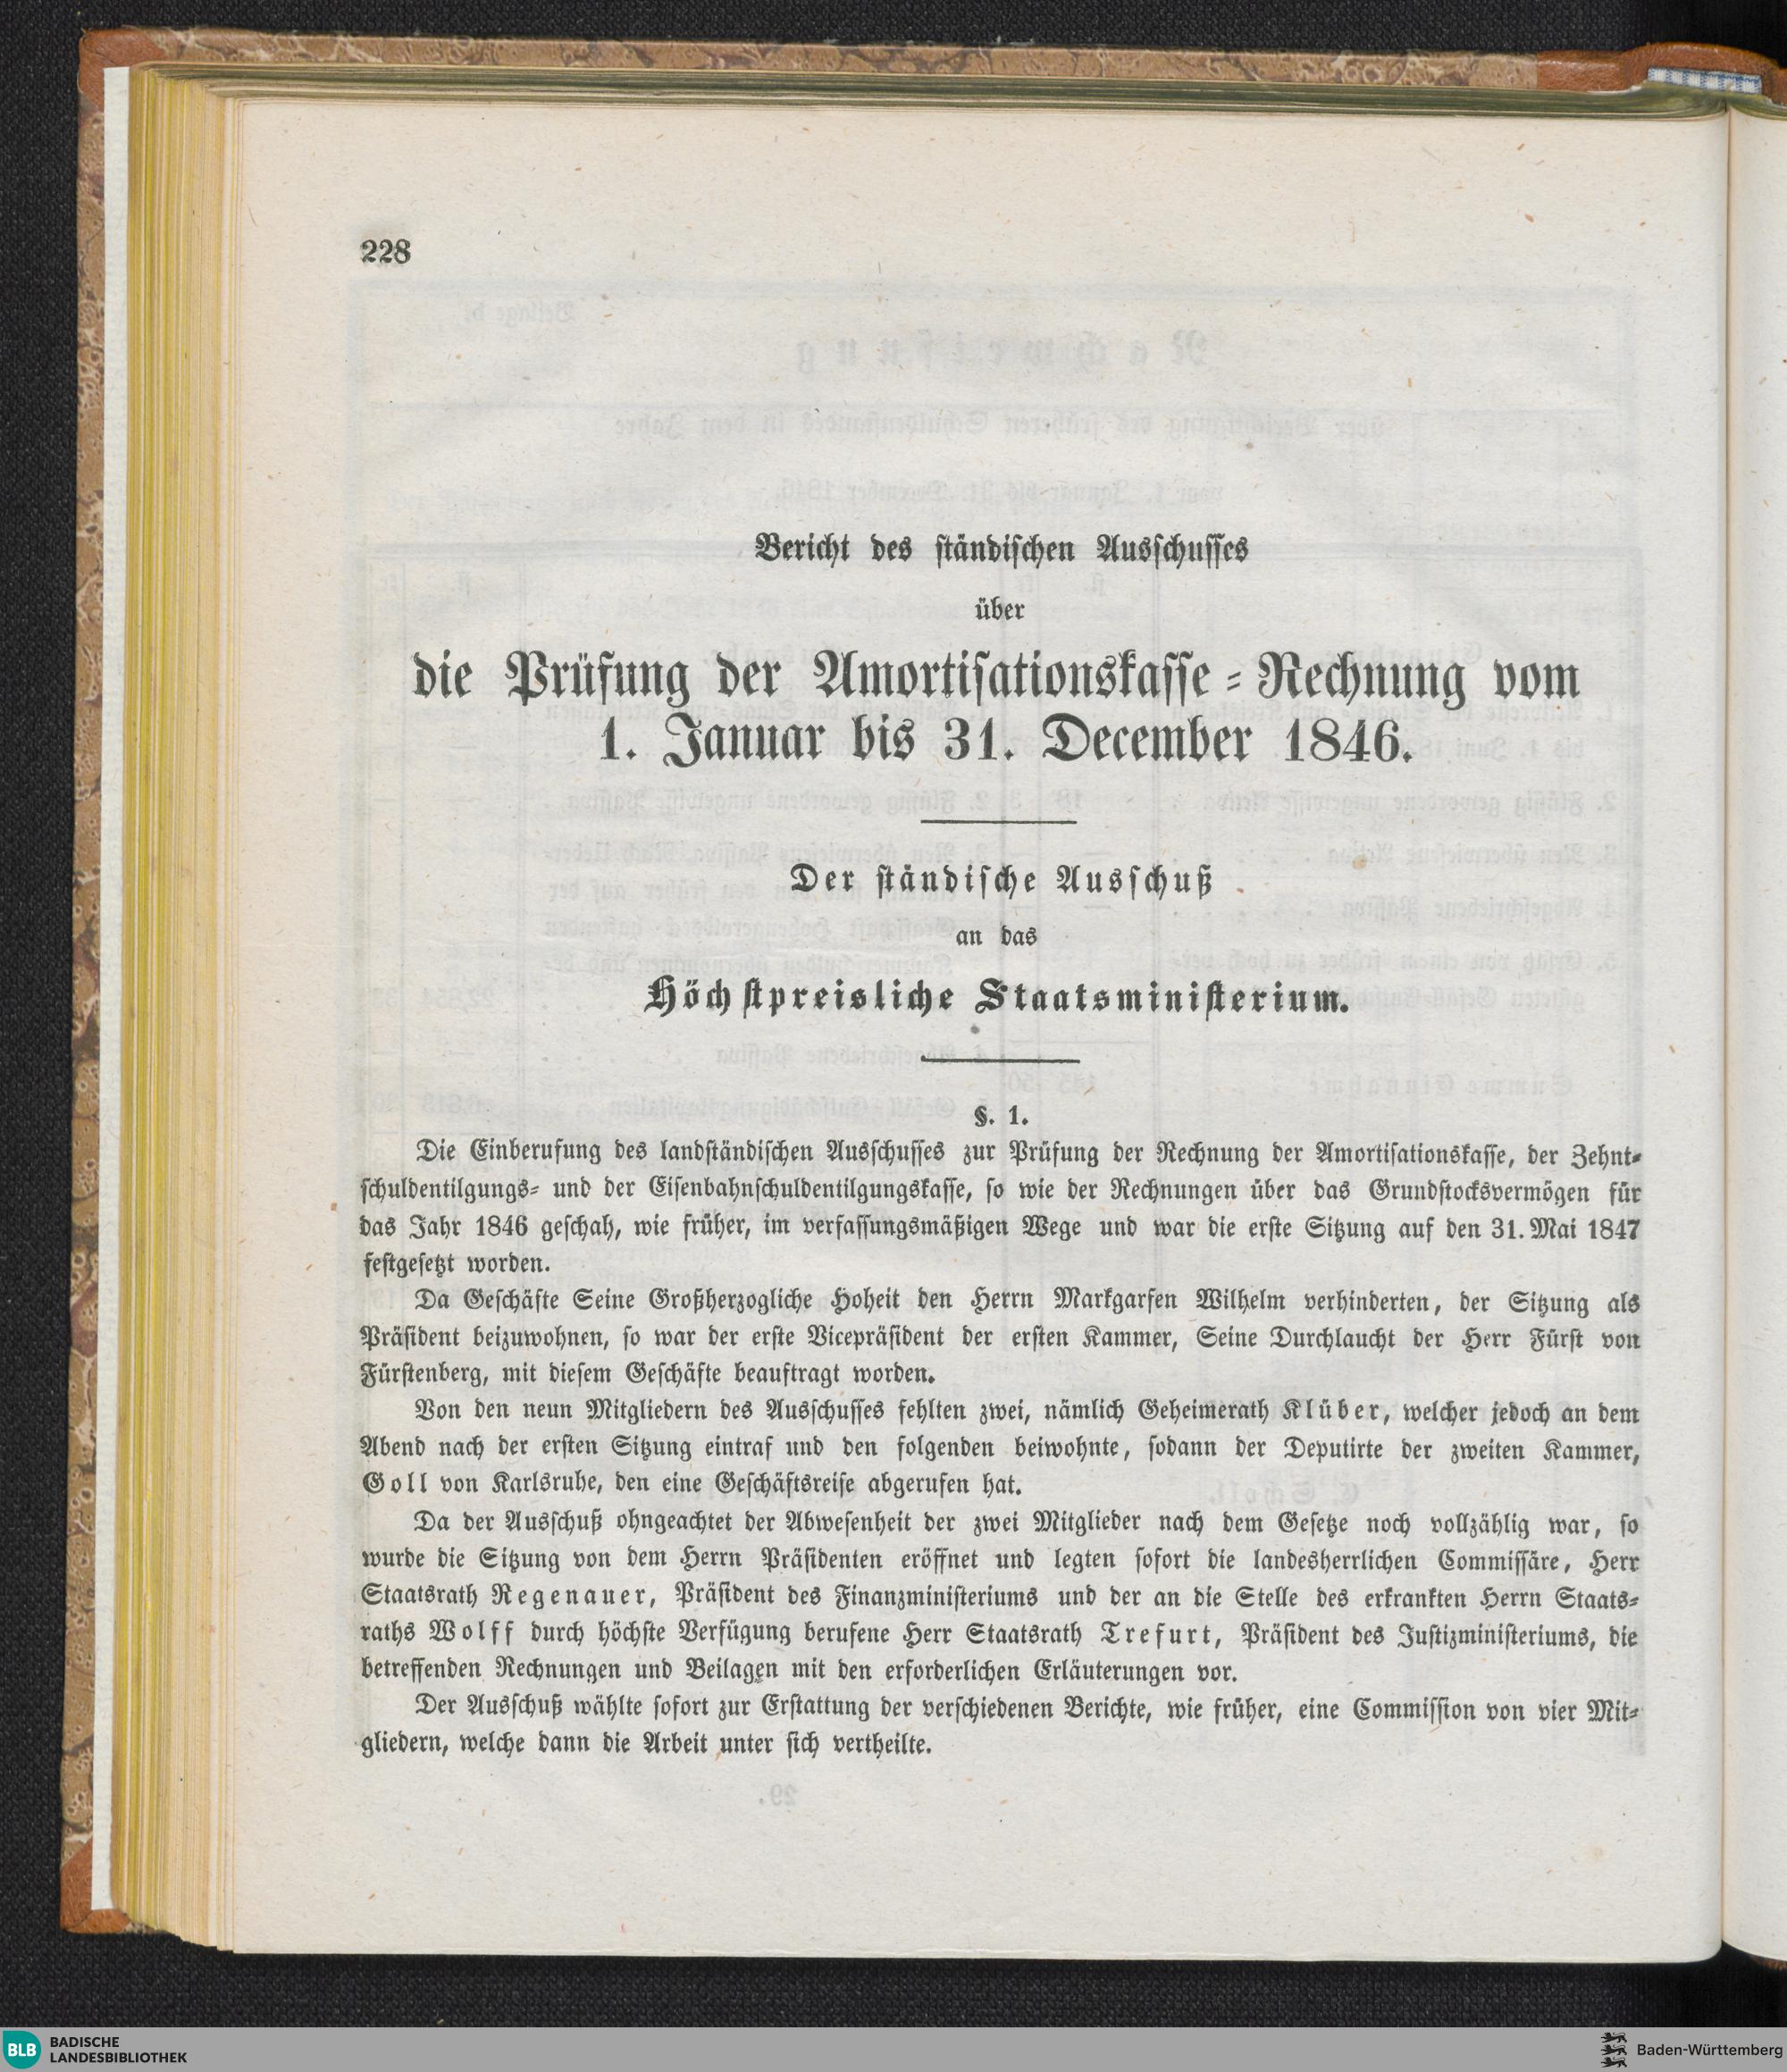 228
Bericht des ständischen Ausschusses
über
die Prüfung der Amortisationskasse-Rechnung vom
1. Januar bis 31. December 1846.
Der ständische Ausschuß
an das
Höchstpreisliche Staatsministerium.
§. 1.
Die Einberufung des landständischen Ausschusses zur Prüfung der Rechnung der Amortisationskasse, der Zehnt-
schuldentilgungs- und der Eisenbahnschuldentilgungskasse, so wie der Rechnungen über das Grundstocksvermögen für
das Jahr 1846 geschah, wie früher, im verfassungsmäßigen Wege und war die erste Sitzung auf den 31. Mai 1847
festgesetzt worden.
Da Geschäfte Seine Großherzogliche Hoheit den Herrn Markgarfen Wilhelm verhinderten, der Sitzung als
Präsident beizuwohnen, so war der erste Vicepräsident der ersten Kammer, Seine Durchlaucht der Herr Fürst von
Fürstenberg, mit diesem Geschäfte beauftragt worden.
Von den neun Mitgliedern des Ausschusses fehlten zwei, nämlich Geheimerath Klüber, welcher jedoch an dem
Abend nach der ersten Sitzung eintraf und den folgenden beiwohnte, sodann der Deputirte der zweiten Kammer,
Goll von Karlsruhe, den eine Geschäftsreise abgerufen hat.
Da der Ausschuß ohngeachtet der Abwesenheit der zwei Mitglieder nach dem Gesetze noch vollzählig war, so
wurde die Sitzung von dem Herrn Präsidenten eröffnet und legten sofort die landesherrlichen Commissäre, Herr
Staatsrath Regenauer, Präsident des Finanzministeriums und der an die Stelle des erkrankten Herrn Staats-
raths Wolff durch höchste Verfügung berufene Herr Staatsrath Trefurt, Präsident des Justizministeriums, die
betreffenden Rechnungen und Beilagen mit den erforderlichen Erläuterungen vor.
Der Ausschuß wählte sofort zur Erstattung der verschiedenen Berichte, wie früher, eine Commission von vier Mit-
gliedern, welche dann die Arbeit unter sich vertheilte.
BLB BADISCHE
LANDESBIBLIOTHEK
Baden-Württemberg